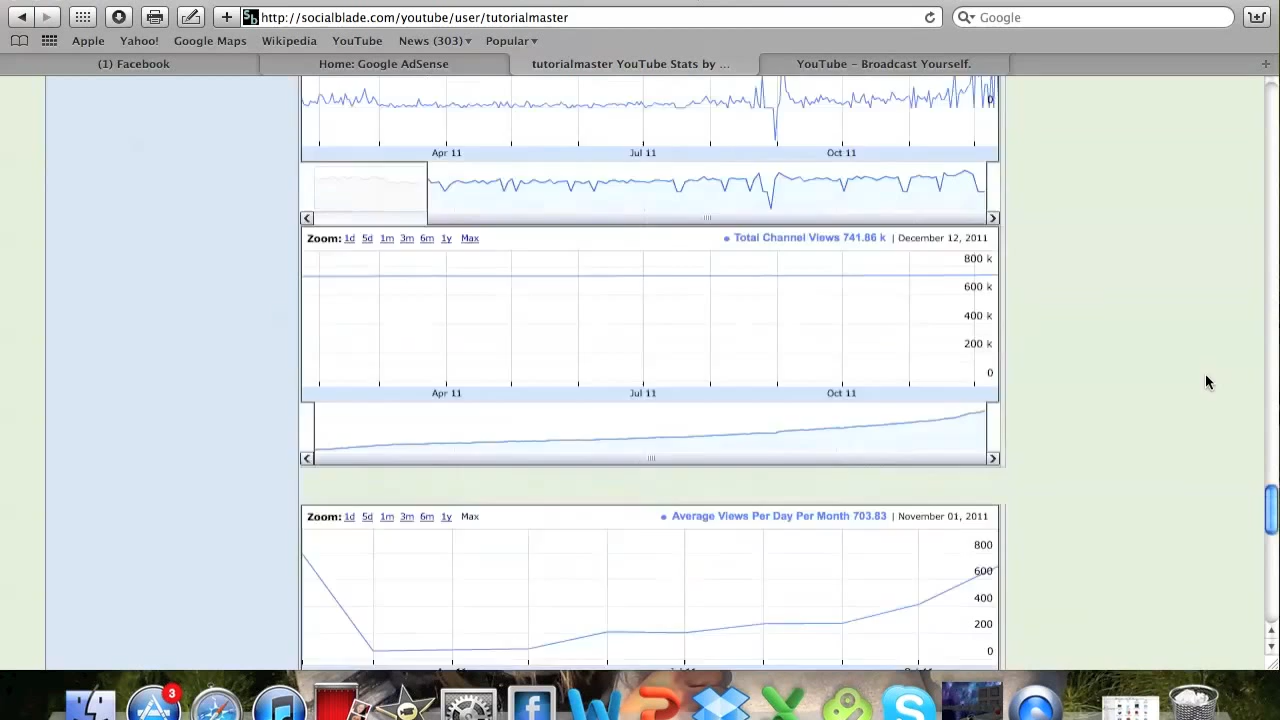 http://socialblade.com/youtube/user/tutorialmaster
Google
Apple Yahoo! Google Maps Wikipedia YouTube News (303) Popular
(1) Facebook Home: Google AdSense tutorialmaster YouTube Stats by ... YouTube – Broadcast Yourself.
0
Apr 11 Jul 11 Oct 11
Zoom: 1d 5d 1m 3m 6m 1y Max Total Channel Views 741.86 k | December 12, 2011
800 k
600 k
400 k
200 k
0
Apr 11 Jul 11 Oct 11
Zoom: 1d 5d 1m 3m 6m 1y Max Average Views Per Day Per Month 703.83 | November 01, 2011
800
600
400
200
0
3